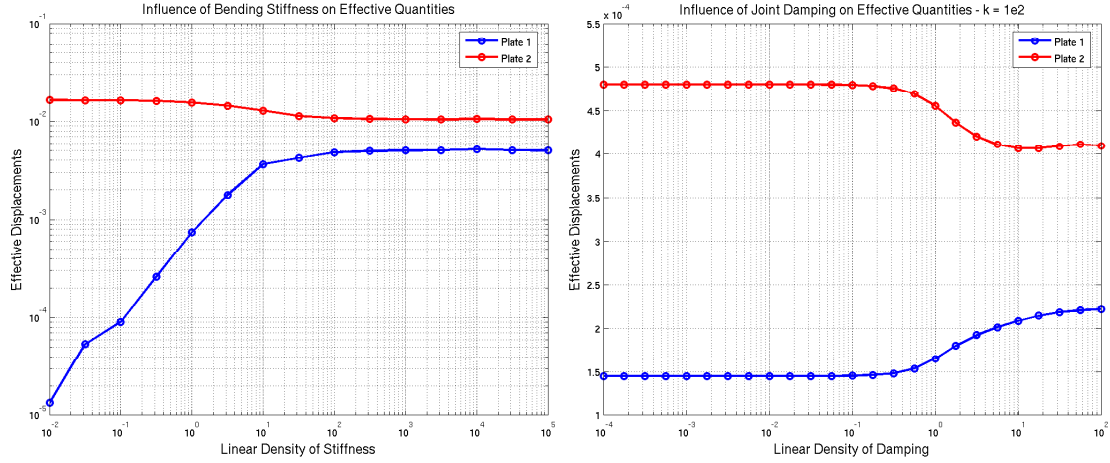 Influence of Bending Stiffness on Effective Quantities
10^-1
10^-2
10^-3
10^-4
10^-5
Effective Displacements
Plate 1
Plate 2
10^-2
10^-1
10^0
10^1
10^2
10^3
10^4
10^5
Linear Density of Stiffness
Influence of Joint Damping on Effective Quantities - k = 1e2
x 10^-4
5.5
5
4.5
4
3.5
3
2.5
2
1.5
1
Effective Displacements
Plate 1
Plate 2
10^-4
10^-3
10^-2
10^-1
10^0
10^1
10^2
Linear Density of Damping